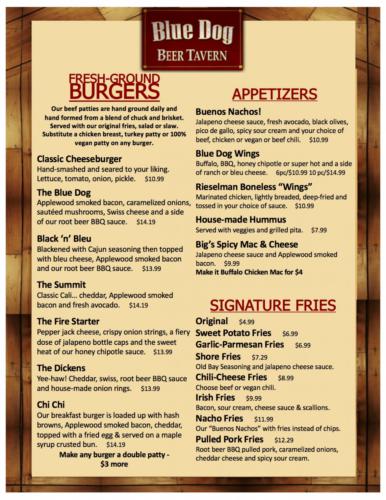 Blue Dog
BEER TAVERN
FRESH-GROUND
BURGERS
Our beef patties are hand ground daily and
hand formed from a blend of chuck and brisket.
Served with our original fries, salad or slaw.
Substitute a chicken breast, turkey patty or 100%
vegan patty on any burger.
Classic Cheeseburger
Hand-smashed and seared to your liking.
Lettuce, tomato, onion, pickle. $10.99
The Blue Dog
Applewood smoked bacon, caramelized onions,
sautéed mushrooms, Swiss cheese and a side
of our root beer BBQ sauce. $14.19
Black 'n' Bleu
Blackened with Cajun seasoning then topped
with bleu cheese, Applewood smoked bacon
and our root beer BBQ sauce. $13.99
The Summit
Classic Cali... cheddar, Applewood smoked
bacon and fresh avocado. $14.19
The Fire Starter
Pepper jack cheese, crispy onion strings, a fiery
dose of jalapeno bottle caps and the sweet
heat of our honey chipotle sauce. $13.99
The Dickens
Yee-haw! Cheddar, swiss, root beer BBQ sauce
and house-made onion rings. $13.99
Chi Chi
Our breakfast burger is loaded up with hash
browns, Applewood smoked bacon, cheddar,
topped with a fried egg & served on a maple
syrup crusted bun. $14.19
Make any burger a double patty -
$3 more
APPETIZERS
Buenos Nachos!
Jalapeno cheese sauce, fresh avocado, black olives,
pico de gallo, spicy sour cream and your choice of
beef, chicken or vegan beef chili. $10.99
Blue Dog Wings
Buffalo, BBQ, honey chipotle or super hot and a side
of ranch or bleu cheese. 6pc/$10.99 10 pc/$14.99
Rieselman Boneless "Wings"
Marinated chicken, lightly breaded, deep-fried and
tossed in your choice of sauce. $10.99
House-made Hummus
Served with veggies and grilled pita. $7.99
Big's Spicy Mac & Cheese
Jalapeno cheese sauce and Applewood smoked
bacon. $9.99
Make it Buffalo Chicken Mac for $4
SIGNATURE FRIES
Original $4.99
Sweet Potato Fries $6.99
Garlic-Parmesan Fries $6.99
Shore Fries $7.29
Old Bay Seasoning and jalapeno cheese sauce.
Chili-Cheese Fries $8.99
Choose beef or vegan chili.
Irish Fries $9.99
Bacon, sour cream, cheese sauce & scallions.
Nacho Fries $11.99
Our "Buenos Nachos" with fries instead of chips.
Pulled Pork Fries $12.29
Root beer BBQ pulled pork, caramelized onions,
cheddar cheese and spicy sour cream.